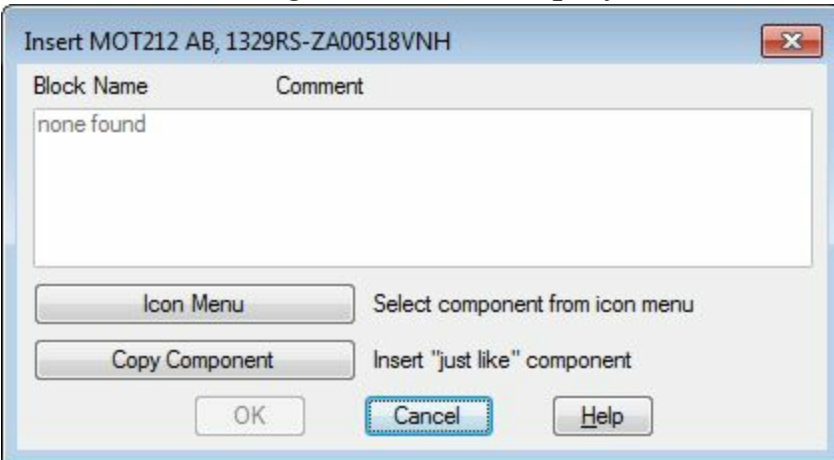 Insert MOT212 AB, 1329RS-ZA00518VNH
Block Name Comment
none found
Icon Menu Select component from icon menu
Copy Component Insert "just like" component
OK Cancel Help